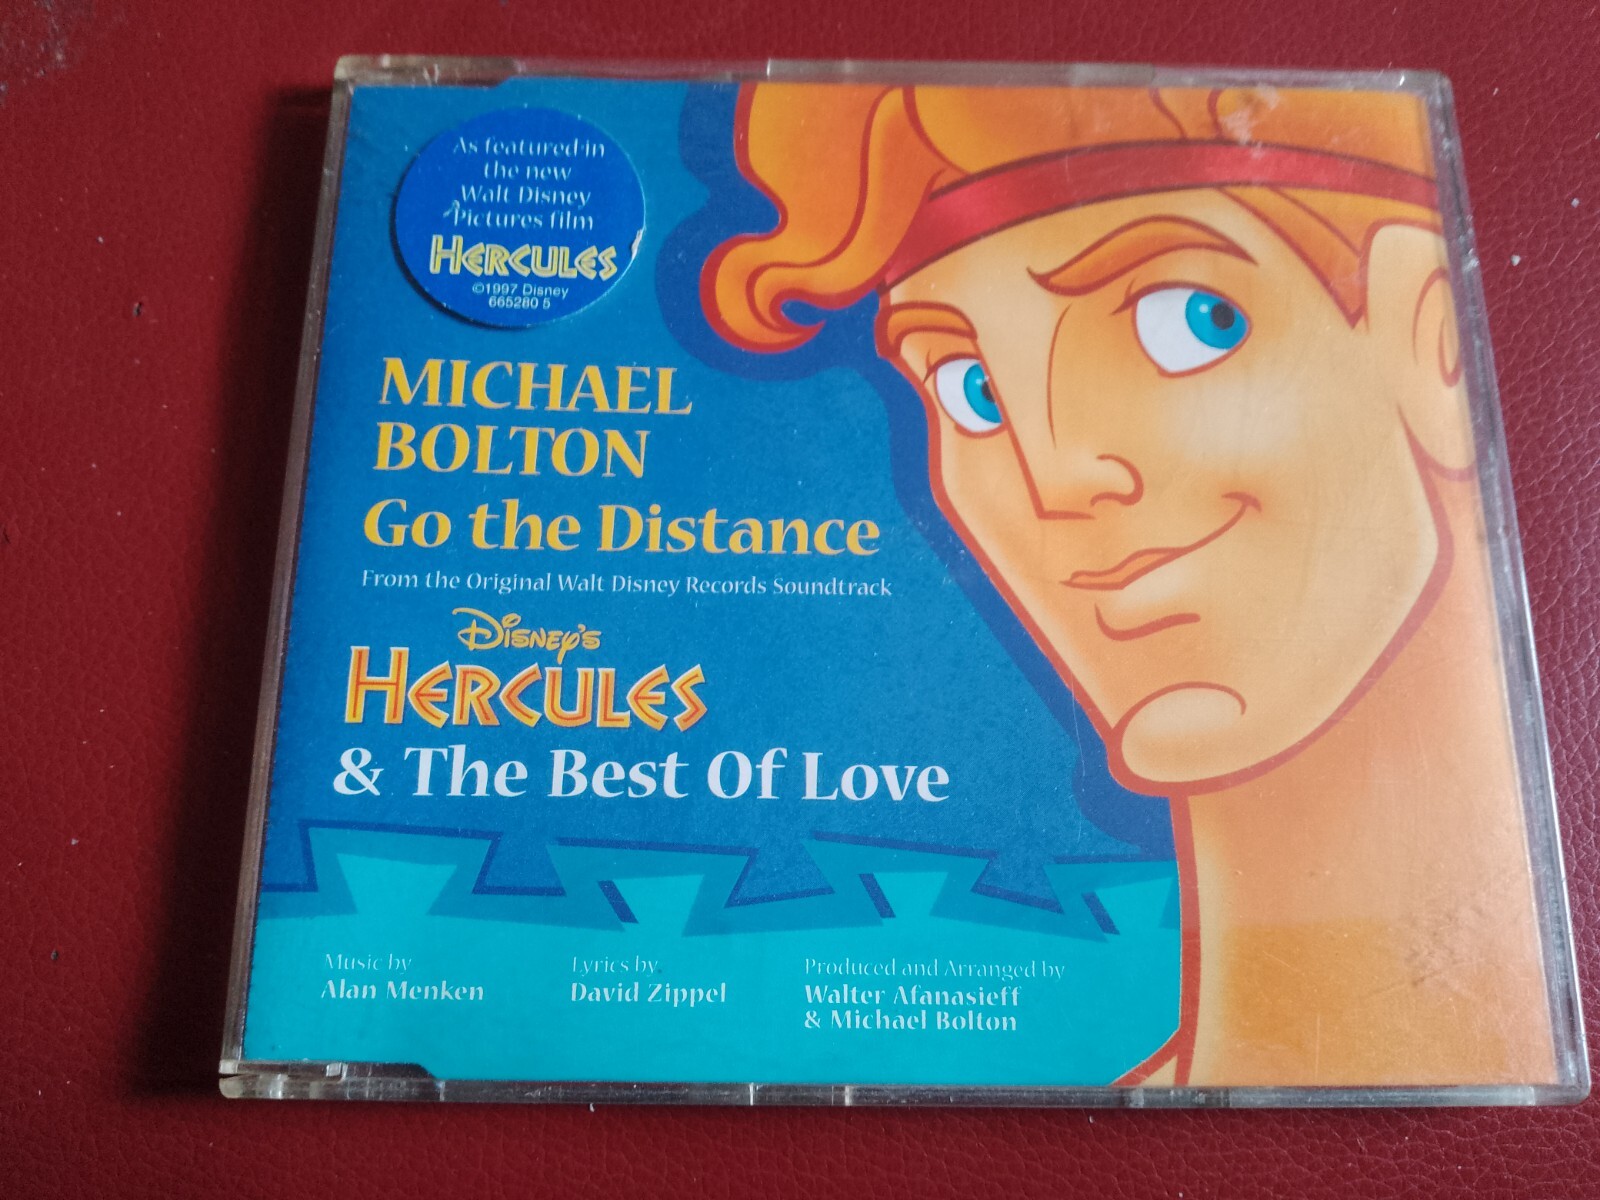 As featured in
the new
Walt Disney
Pictures film
HERCULES
©1997 Disney
665280 5
MICHAEL
BOLTON
Go the Distance
From the Original Walt Disney Records Soundtrack
DISNEY'S
HERCULES
& The Best Of Love
Music by
Alan Menken
Lyrics by
David Zippel
Produced and Arranged by
Walter Afanasieff
& Michael Bolton